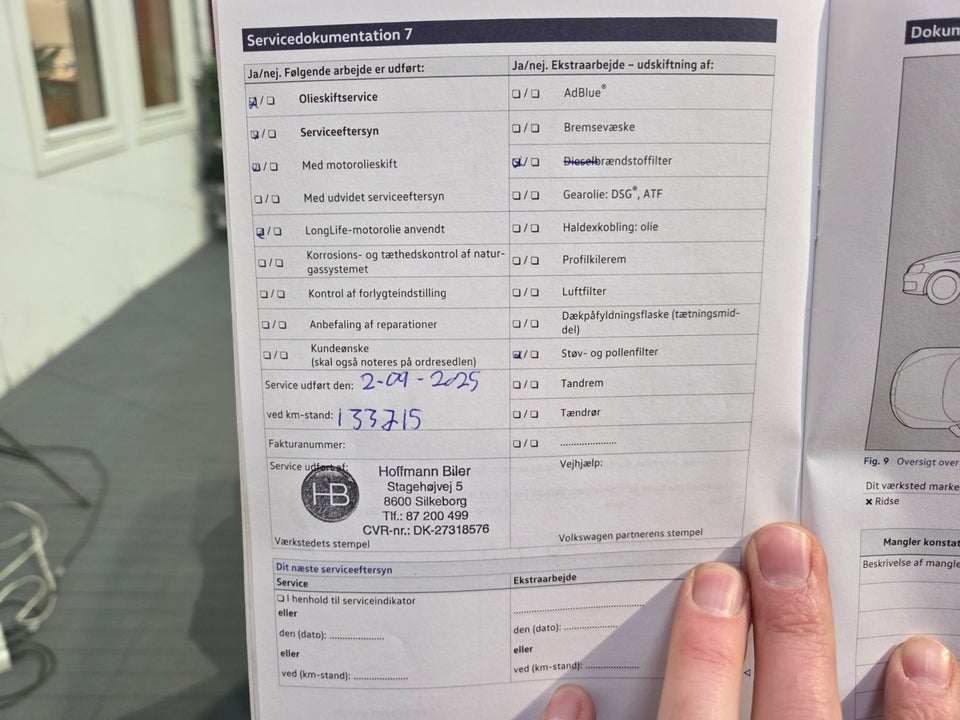 Servicedokumentation 7
Ja/nej. Følgende arbejde er udført:
❑ / ❑ Olieskiftservice
❑ / ❑ Serviceeftersyn
❑ / ❑ Med motorolieskift
❑ / ❑ Med udvidet serviceeftersyn
❑ / ❑ LongLife-motorolie anvendt
❑ / ❑ Korrosions- og tæthedskontrol af natur-
gassystemet
❑ / ❑ Kontrol af forlygteindstilling
❑ / ❑ Anbefaling af reparationer
❑ / ❑ Kundeønske
(skal også noteres på ordresedlen)
Service udført den: 2-09-2025
ved km-stand: 133715
Fakturanummer:
Service udført af:
HB
Hoffmann Biler
Stagehøjvej 5
8600 Silkeborg
Tlf.: 87 200 499
CVR-nr.: DK-27318576
Værkstedets stempel
Ja/nej. Ekstraarbejde – udskiftning af:
❑ / ❑ AdBlue®
❑ / ❑ Bremsevæske
❑ / ❑ Dieselbrændstoffilter
❑ / ❑ Gearolie: DSG®, ATF
❑ / ❑ Haldexkobling: olie
❑ / ❑ Profilkilerem
❑ / ❑ Luftfilter
❑ / ❑ Dækpåfyldningsflaske (tætningsmid-
del)
❑ / ❑ Støv- og pollenfilter
❑ / ❑ Tandrem
❑ / ❑ Tændrør
❑ / ❑ .....................
Vejhjælp:
Volkswagen partnerens stempel
Dit næste serviceeftersyn
Service
❑ I henhold til serviceindikator
eller
den (dato): ..................
eller
ved (km-stand): ..................
Ekstraarbejde
..........................................
den (dato): ..................
eller
ved (km-stand): ..................
Dokum
Fig. 9 Oversigt over
Dit værksted marke
× Ridse
Mangler konstat
Beskrivelse af mangle